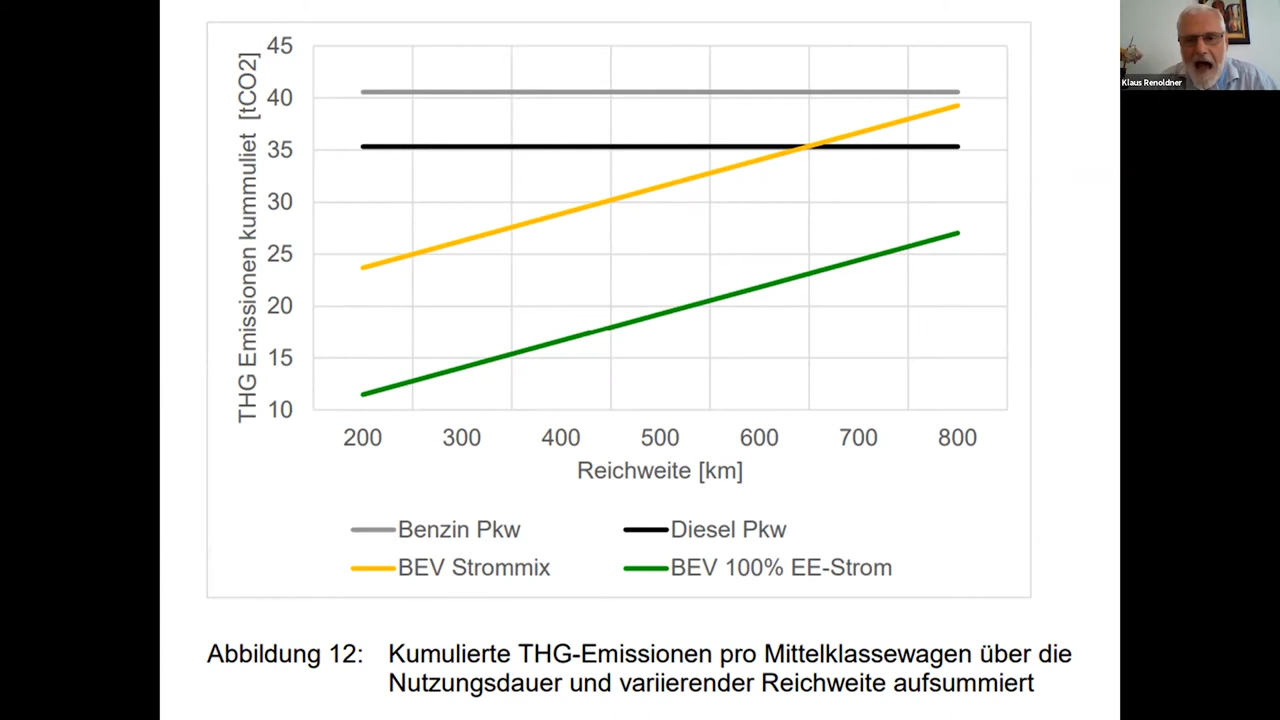 Klaus Renoldner
THG Emissionen kummuliet [tCO2]
45
40
35
30
25
20
15
10
200 300 400 500 600 700 800
Reichweite [km]
Benzin Pkw Diesel Pkw
BEV Strommix BEV 100% EE-Strom
Abbildung 12: Kumulierte THG-Emissionen pro Mittelklassewagen über die
Nutzungsdauer und variierender Reichweite aufsummiert